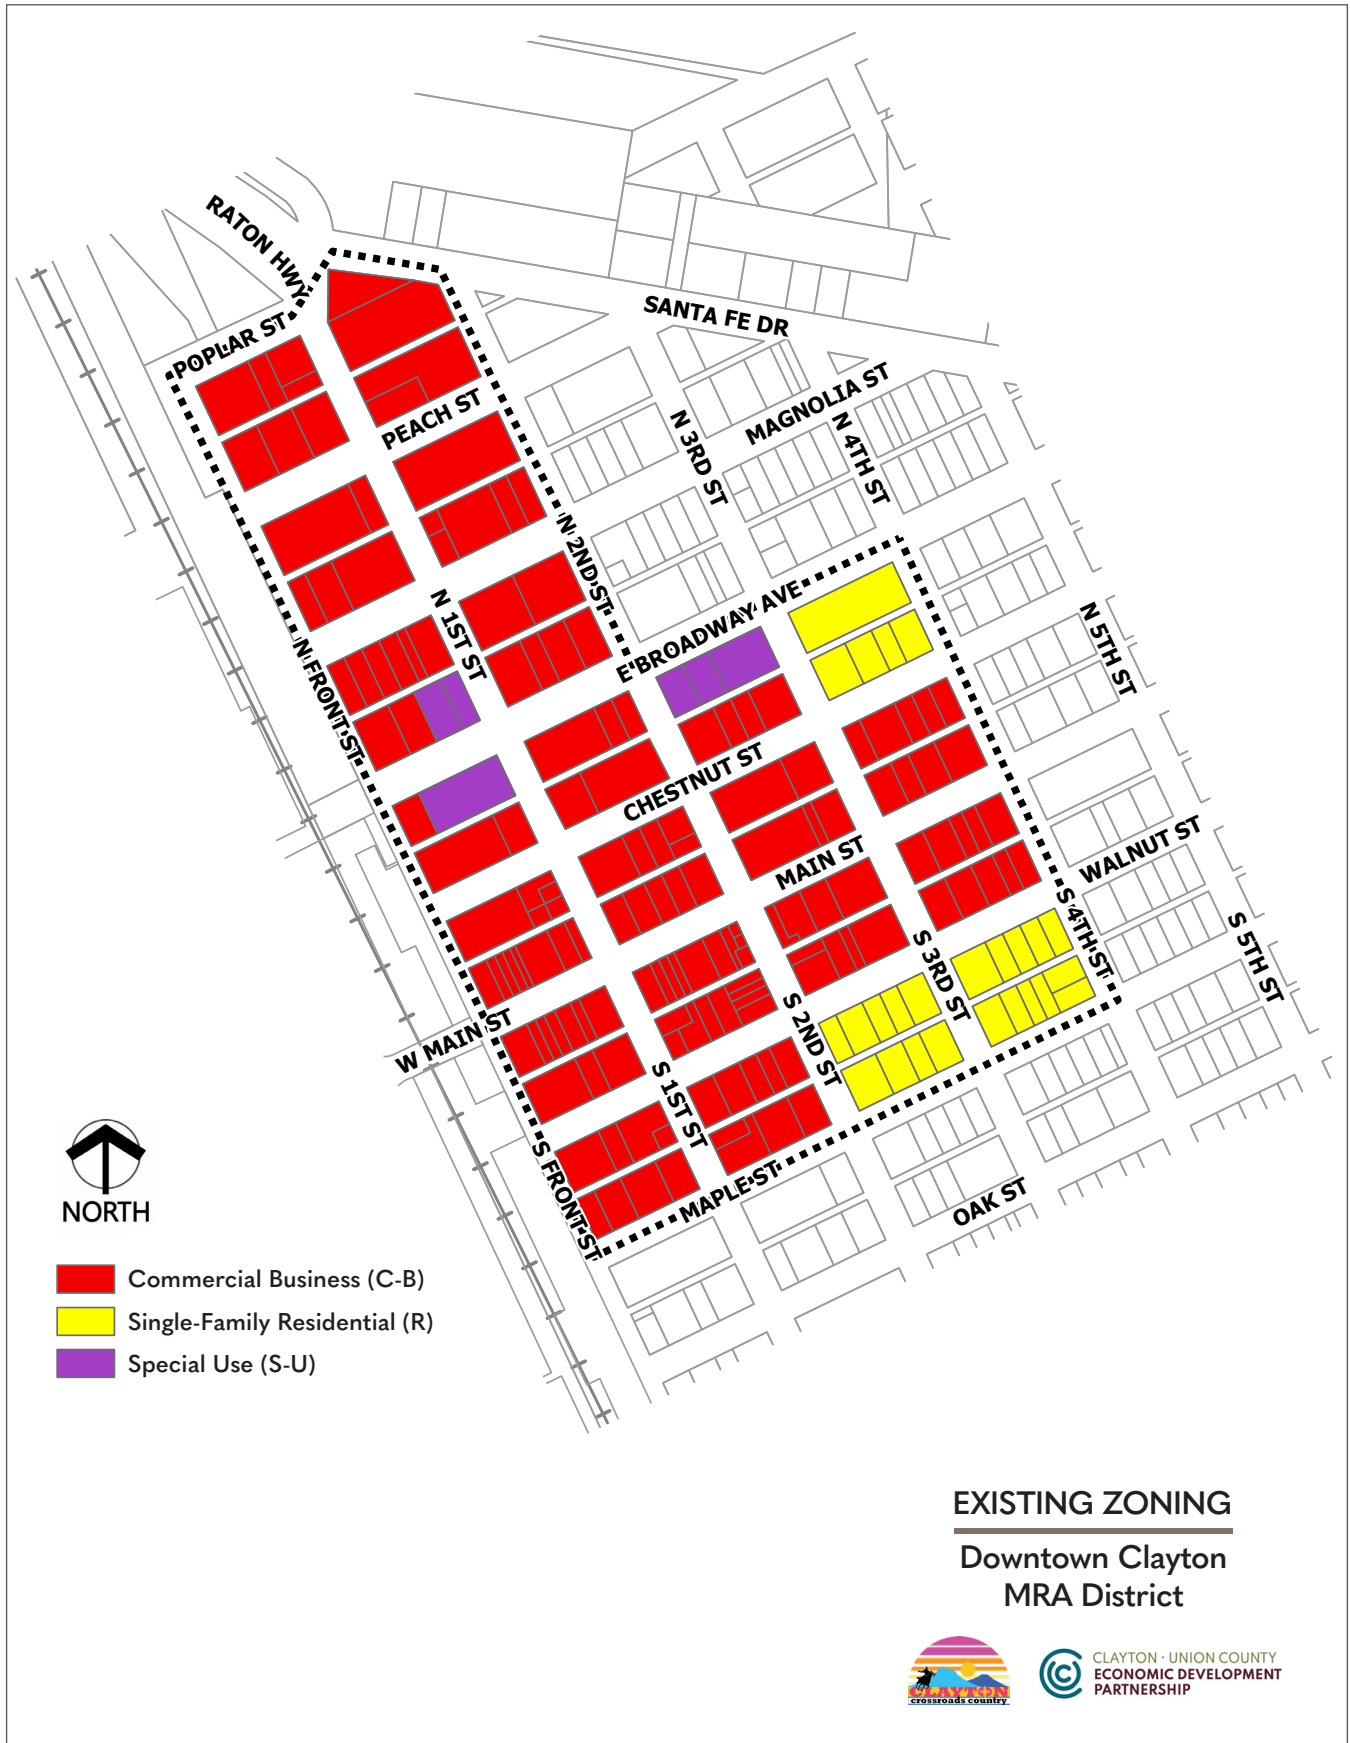 RATON HWY
POPLAR ST
SANTA FE DR
PEACH ST
MAGNOLIA ST
N 3RD ST
N 4TH ST
N 2ND ST
N 1ST ST
E BROADWAY AVE
N 5TH ST
N FRONT ST
CHESTNUT ST
MAIN ST
WALNUT ST
S 4TH ST
S 5TH ST
S 3RD ST
S 2ND ST
W MAIN ST
S 1ST ST
S FRONT ST
MAPLE ST
OAK ST
NORTH
Commercial Business (C-B)
Single-Family Residential (R)
Special Use (S-U)
EXISTING ZONING
Downtown Clayton
MRA District
CLAYTON
crossroads country
CLAYTON · UNION COUNTY
ECONOMIC DEVELOPMENT
PARTNERSHIP